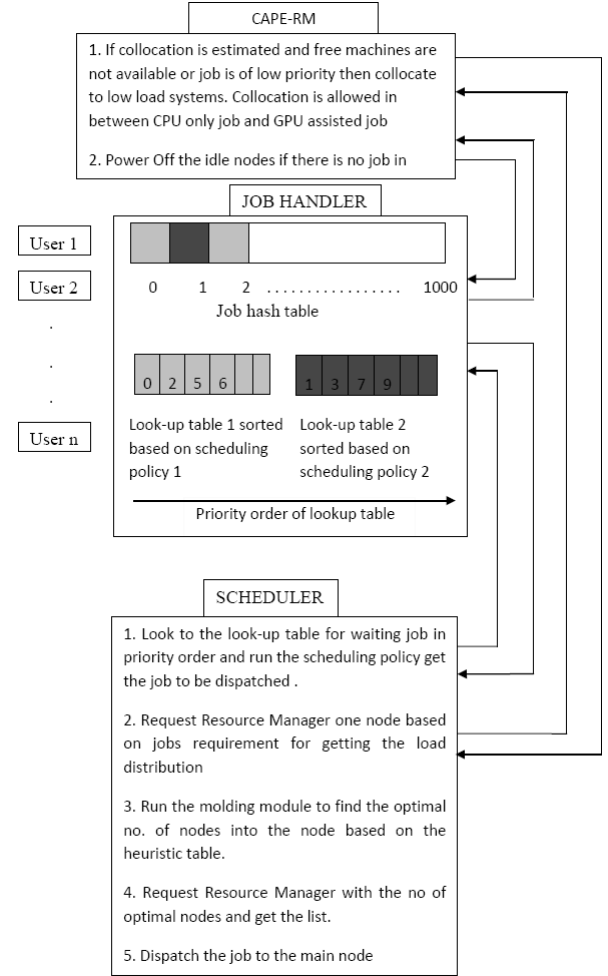 CAPE-RM
1. If collocation is estimated and free machines are
not available or job is of low priority then collocate
to low load systems. Collocation is allowed in
between CPU only job and GPU assisted job
2. Power Off the idle nodes if there is no job in
JOB HANDLER
User 1
User 2
.
.
.
User n
0 1 2 ................. 1000
Job hash table
0 2 5 6
1 3 7 9
Look-up table 1 sorted
based on scheduling
policy 1
Look-up table 2
sorted based on
scheduling policy 2
Priority order of lookup table
SCHEDULER
1. Look to the look-up table for waiting job in
priority order and run the scheduling policy get
the job to be dispatched .
2. Request Resource Manager one node based
on jobs requirement for getting the load
distribution
3. Run the molding module to find the optimal
no. of nodes into the node based on the
heuristic table.
4. Request Resource Manager with the no of
optimal nodes and get the list.
5. Dispatch the job to the main node